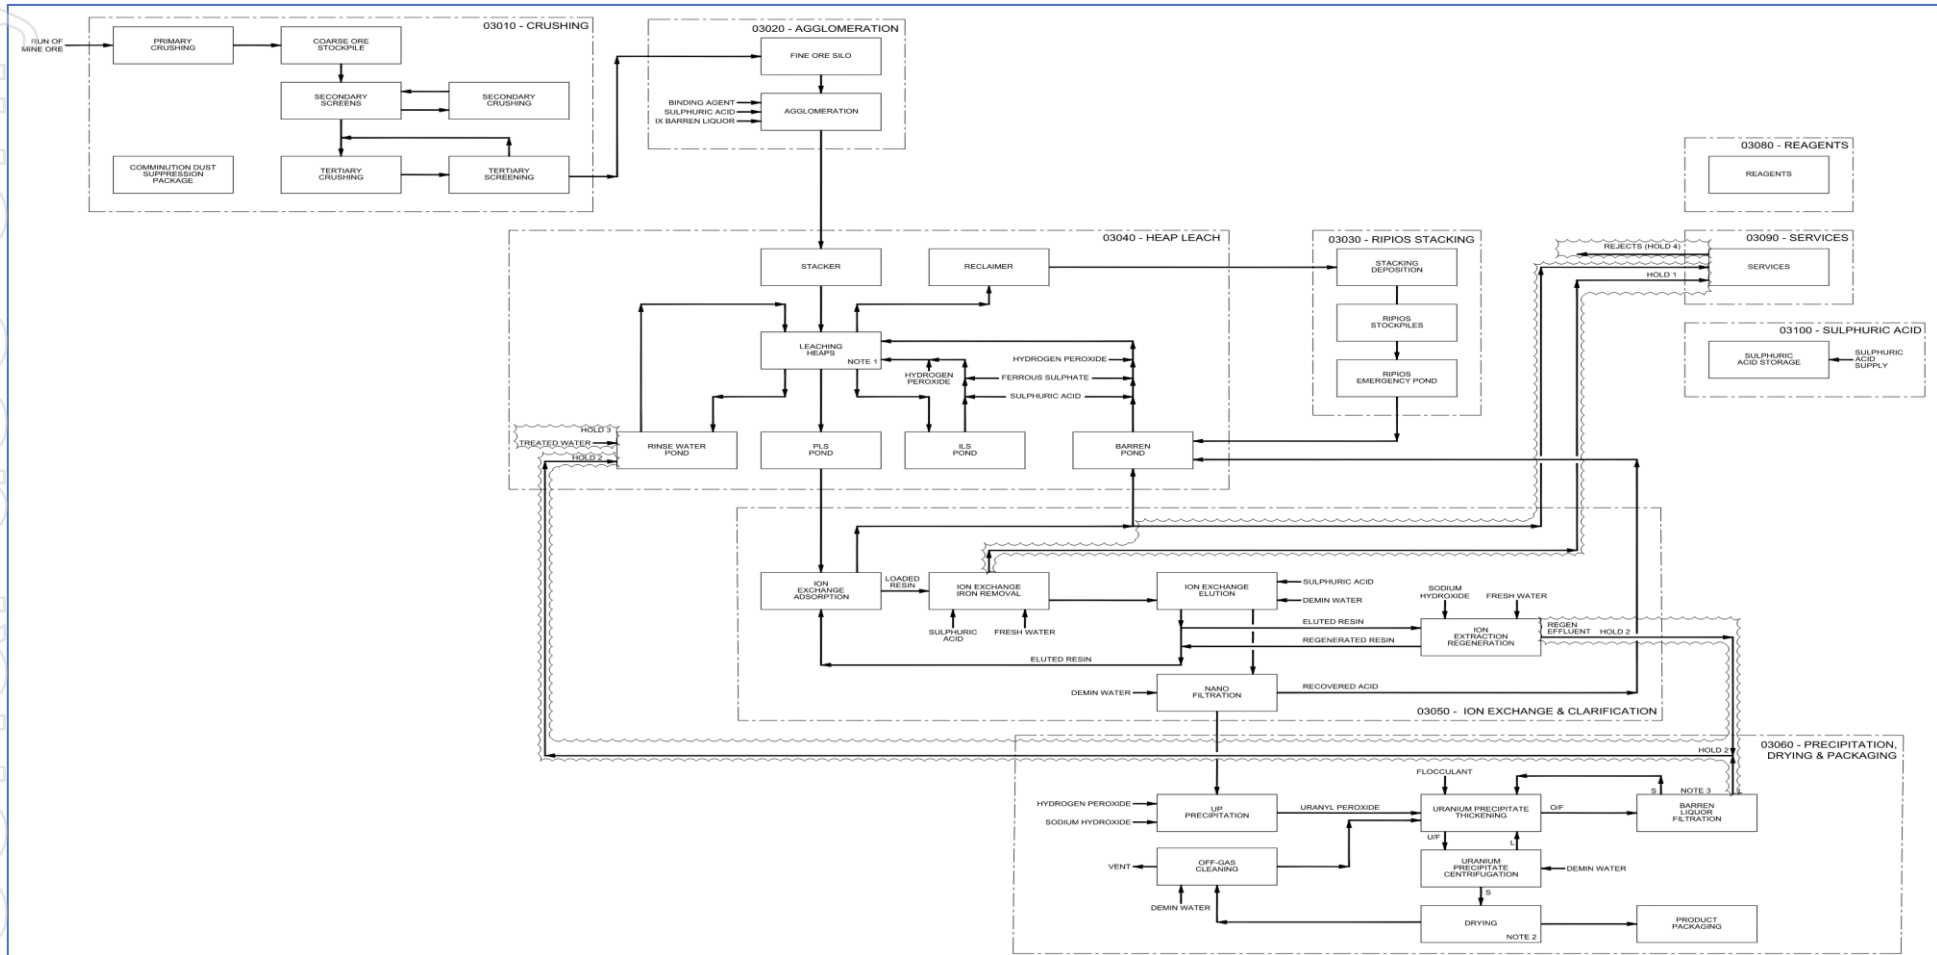 03010 - CRUSHING
RUN OF
MINE ORE
PRIMARY
CRUSHING
COARSE ORE
STOCKPILE
SECONDARY
SCREENS
SECONDARY
CRUSHING
COMMINUTION DUST
SUPPRESSION
PACKAGE
TERTIARY
CRUSHING
TERTIARY
SCREENING
03020 - AGGLOMERATION
FINE ORE SILO
BINDING AGENT
SULPHURIC ACID
IX BARREN LIQUOR
AGGLOMERATION
03080 - REAGENTS
REAGENTS
03040 - HEAP LEACH
STACKER
RECLAIMER
LEACHING
HEAPS
NOTE 1
HYDROGEN
PEROXIDE
HYDROGEN PEROXIDE
FERROUS SULPHATE
SULPHURIC ACID
HOLD 3
TREATED WATER
HOLD 2
RINSE WATER
POND
PLS
POND
ILS
POND
BARREN
POND
03030 - RIPIOS STACKING
STACKING
DEPOSITION
RIPIOS
STOCKPILES
RIPIOS
EMERGENCY POND
03090 - SERVICES
REJECTS (HOLD 4)
HOLD 1
SERVICES
03100 - SULPHURIC ACID
SULPHURIC
ACID STORAGE
SULPHURIC
ACID
SUPPLY
ION
EXCHANGE
ADSORPTION
LOADED
RESIN
ION EXCHANGE
IRON REMOVAL
SULPHURIC
ACID
FRESH WATER
ION EXCHANGE
ELUTION
SULPHURIC ACID
DEMIN WATER
SODIUM
HYDROXIDE
FRESH WATER
ELUTED RESIN
REGENERATED RESIN
ION
EXTRACTION
REGENERATION
REGEN
EFFLUENT
HOLD 2
ELUTED RESIN
DEMIN WATER
NANO
FILTRATION
RECOVERED ACID
03050 - ION EXCHANGE & CLARIFICATION
03060 - PRECIPITATION,
DRYING & PACKAGING
HOLD 2
FLOCCULANT
HYDROGEN PEROXIDE
SODIUM HYDROXIDE
UP
PRECIPITATION
URANYL PEROXIDE
URANIUM PRECIPITATE
THICKENING
O/F
S
NOTE 3
L
BARREN
LIQUOR
FILTRATION
U/F
L
VENT
OFF-GAS
CLEANING
DEMIN WATER
URANIUM
PRECIPITATE
CENTRIFUGATION
DEMIN WATER
S
DRYING
NOTE 2
PRODUCT
PACKAGING